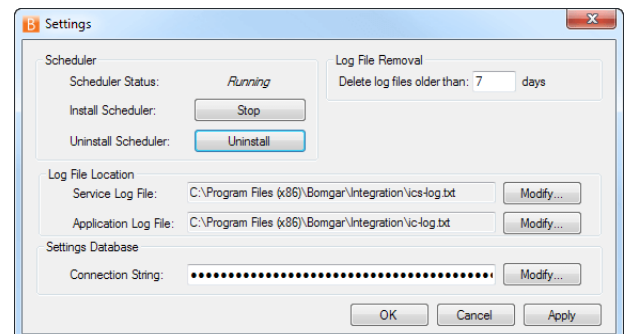 B Settings
Scheduler
Scheduler Status: Running
Install Scheduler: Stop
Uninstall Scheduler: Uninstall
Log File Removal
Delete log files older than: 7 days
Log File Location
Service Log File: C:\Program Files (x86)\Bomgar\Integration\ics-log.txt Modify...
Application Log File: C:\Program Files (x86)\Bomgar\Integration\ic-log.txt Modify...
Settings Database
Connection String: ●●●●●●●●●●●●●●●●●●●●●●●●●●●●●●●●●●●●●●●● Modify...
OK Cancel Apply